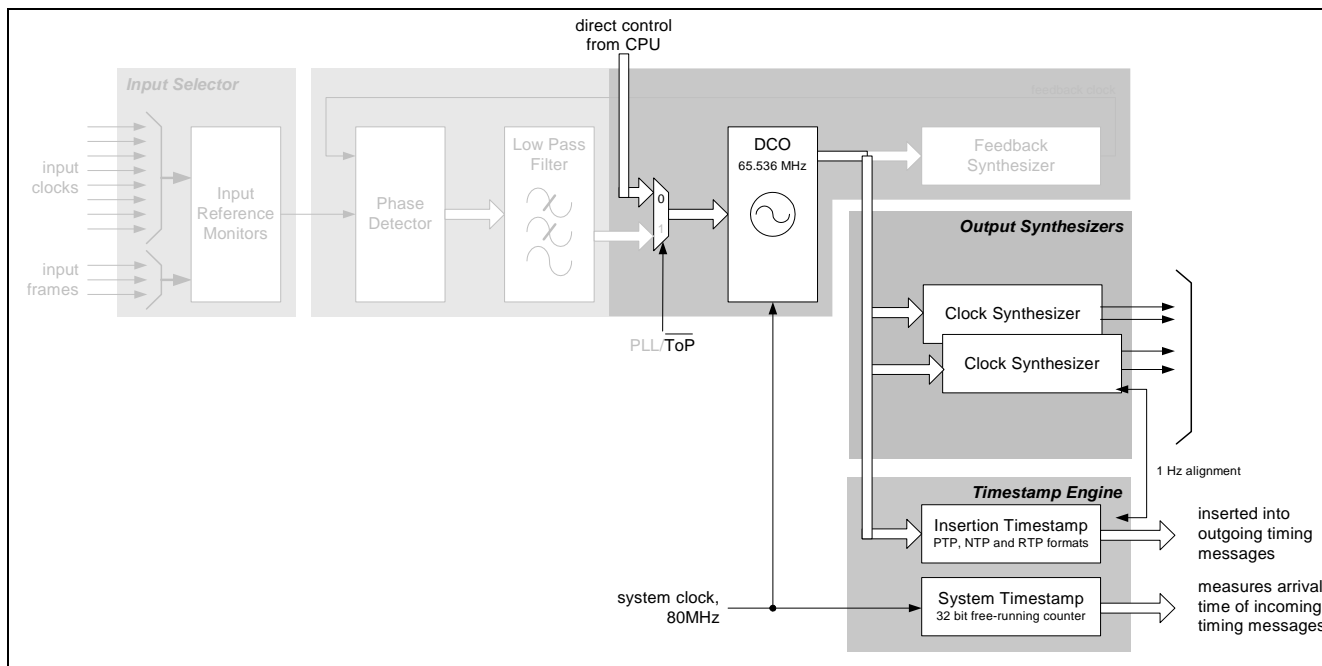 direct control
from CPU
Input Selector
feedback clock
input
clocks
Input
Reference
Monitors
input
frames
Phase
Detector
Low Pass
Filter
0
1
PLL/ToP
DCO
65.536 MHz
Feedback
Synthesizer
Output Synthesizers
Clock Synthesizer
Clock Synthesizer
1 Hz alignment
Timestamp Engine
Insertion Timestamp
PTP, NTP and RTP formats
inserted into
outgoing timing
messages
system clock,
80MHz
System Timestamp
32 bit free-running counter
measures arrival
time of incoming
timing messages